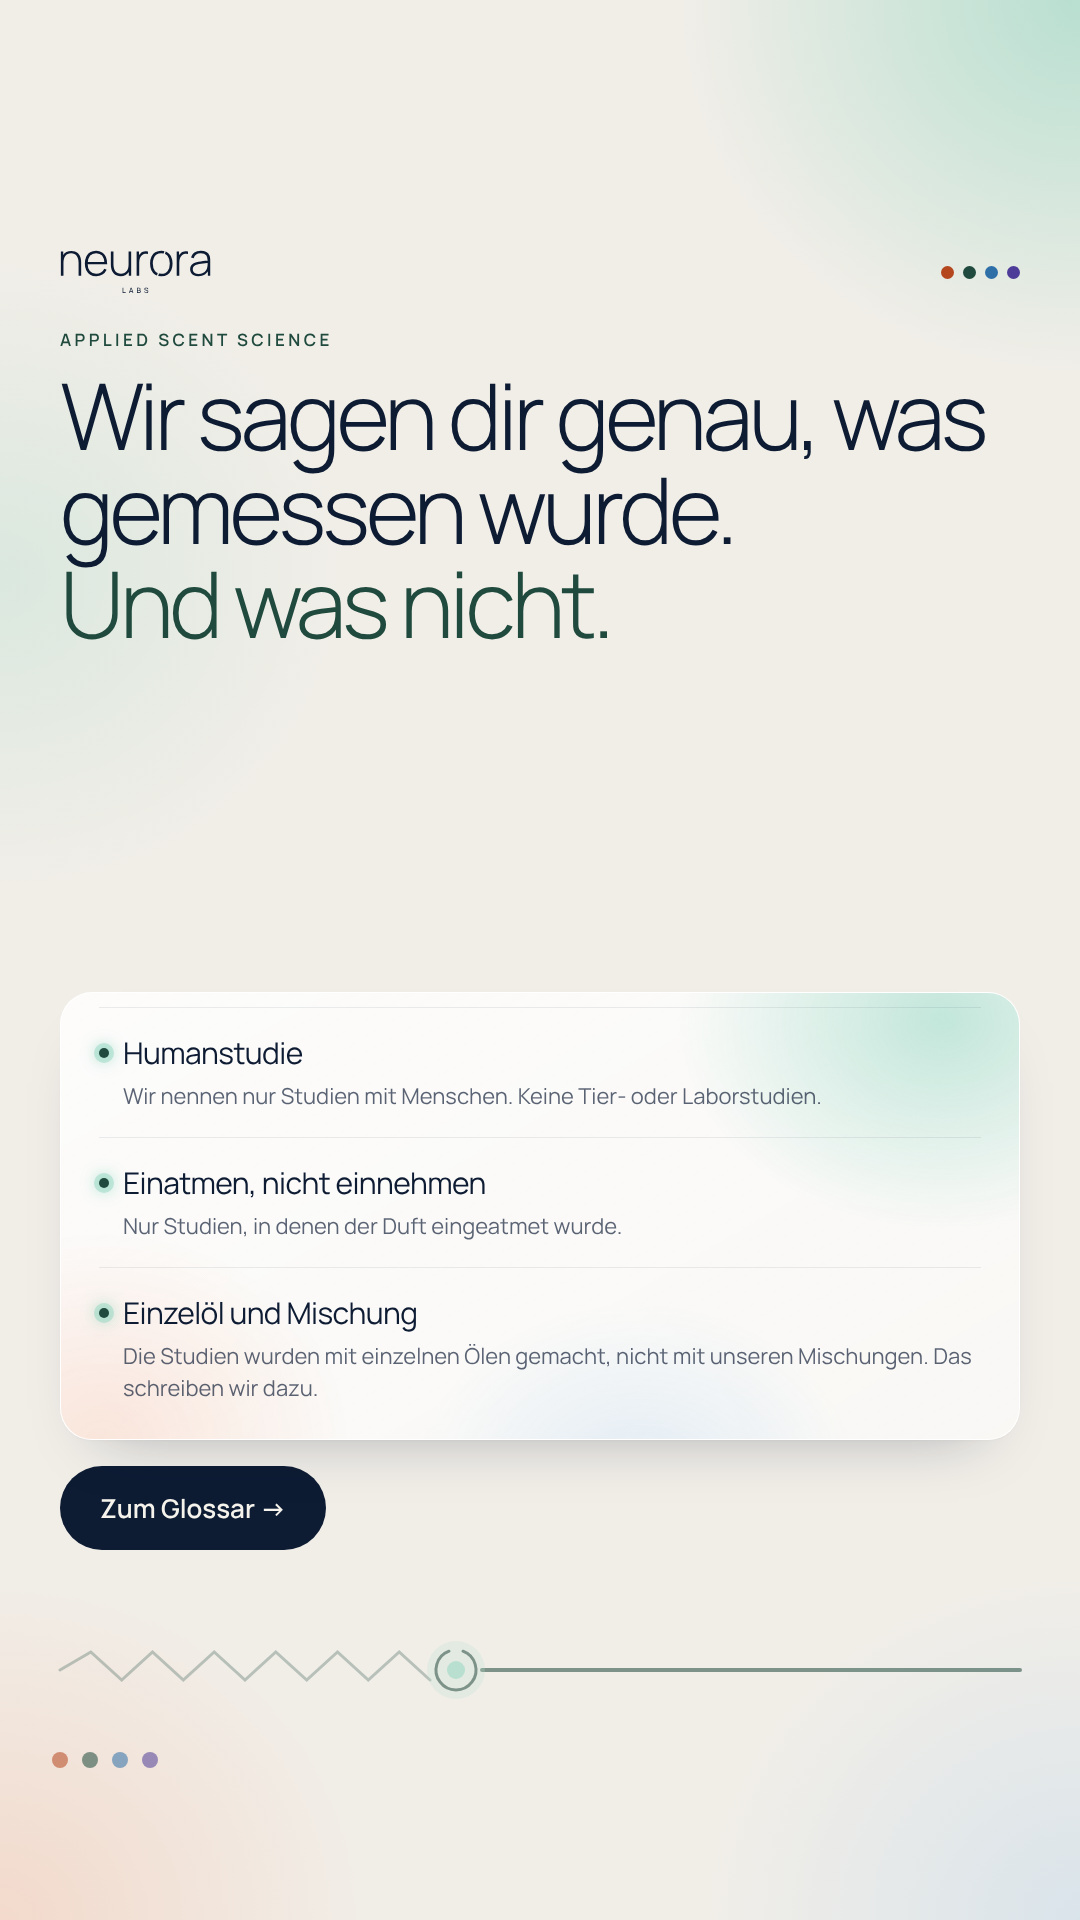 neurora
LABS
APPLIED SCENT SCIENCE
Wir sagen dir genau, was
gemessen wurde.
Und was nicht.
Humanstudie
Wir nennen nur Studien mit Menschen. Keine Tier- oder Laborstudien.
Einatmen, nicht einnehmen
Nur Studien, in denen der Duft eingeatmet wurde.
Einzelöl und Mischung
Die Studien wurden mit einzelnen Ölen gemacht, nicht mit unseren Mischungen. Das
schreiben wir dazu.
Zum Glossar →